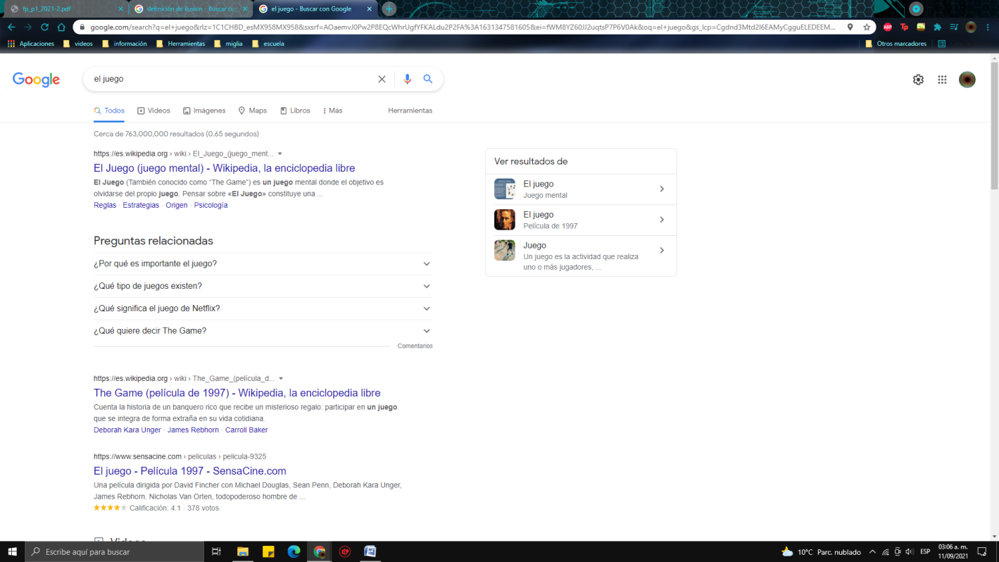 fp_p1_2021-2.pdf
definición de ilusion - Buscar co
el juego - Buscar con Google
google.com/search?q=el+juego&rlz=1C1CHBD_esMX958MX958&sxsrf=AOaemvJ0Pw2P8EQcWhrUgfYFKALdu2P2FA%3A1631347581605&ei=fWM8YZ60JJ2uqtsP7P6V0Ak&oq=el+juego&gs_lcp=Cgdnd3Mtd2l6EAMyCgguELEDEEM...
Aplicaciones videos información Herramientas miglia escuela Otros marcadores
Google
el juego
Todos Videos Imágenes Maps Libros Más Herramientas
Cerca de 763,000,000 resultados (0.65 segundos)
https://es.wikipedia.org › wiki › El_Juego_(juego_ment...
El Juego (juego mental) - Wikipedia, la enciclopedia libre
El Juego (También conocido como "The Game") es un juego mental donde el objetivo es
olvidarse del propio juego. Pensar sobre «El Juego» constituye una ...
Reglas · Estrategias · Origen · Psicología
Preguntas relacionadas
¿Por qué es importante el juego?
¿Qué tipo de juegos existen?
¿Qué significa el juego de Netflix?
¿Qué quiere decir The Game?
Comentarios
https://es.wikipedia.org › wiki › The_Game_(película_d...
The Game (película de 1997) - Wikipedia, la enciclopedia libre
Cuenta la historia de un banquero rico que recibe un misterioso regalo: participar en un juego
que se integra de forma extraña en su vida cotidiana.
Deborah Kara Unger · James Rebhorn · Carroll Baker
https://www.sensacine.com › peliculas › pelicula-9325
El juego - Película 1997 - SensaCine.com
Una película dirigida por David Fincher con Michael Douglas, Sean Penn, Deborah Kara Unger,
James Rebhorn. Nicholas Van Orten, todopoderoso hombre de ...
Calificación: 4.1 · 378 votos
Videos
Ver resultados de
El juego
Juego mental
El juego
Película de 1997
Juego
Un juego es la actividad que realiza
uno o más jugadores, ...
Escribe aquí para buscar
10°C Parc. nublado
ESP
03:06 a. m.
11/09/2021